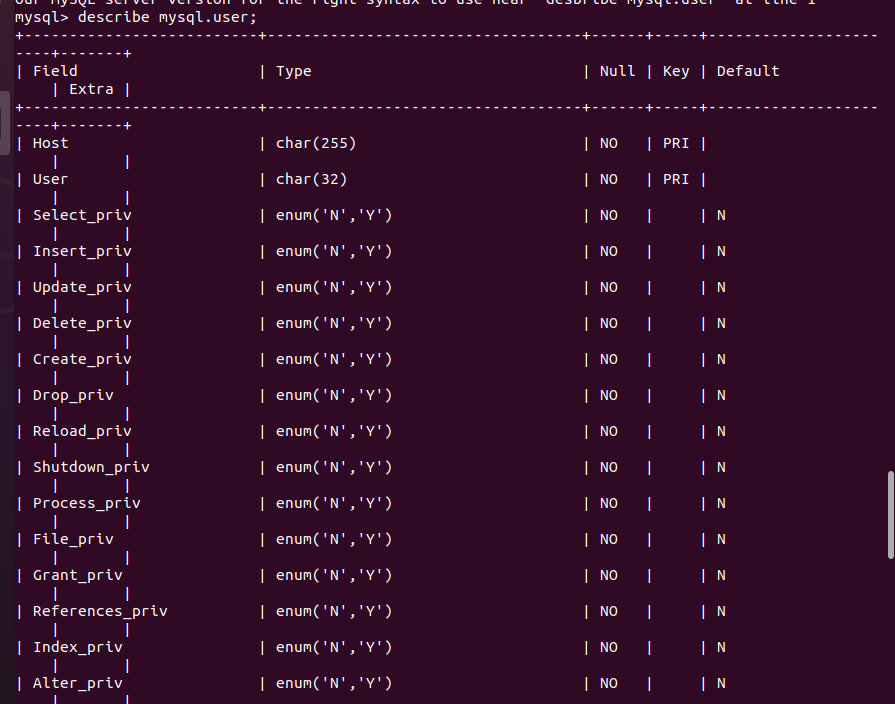 our MySQL server version for the right syntax to use near 'desbribe mysql.user' at line 1
mysql> describe mysql.user;
+--------------------------+-----------------------------------+------+-----+-------------------
----+-------+
| Field                    | Type                              | Null | Key | Default
    | Extra |
+--------------------------+-----------------------------------+------+-----+-------------------
----+-------+
| Host                     | char(255)                         | NO   | PRI |
    |       |
| User                     | char(32)                          | NO   | PRI |
    |       |
| Select_priv              | enum('N','Y')                     | NO   |     | N
    |       |
| Insert_priv              | enum('N','Y')                     | NO   |     | N
    |       |
| Update_priv              | enum('N','Y')                     | NO   |     | N
    |       |
| Delete_priv              | enum('N','Y')                     | NO   |     | N
    |       |
| Create_priv              | enum('N','Y')                     | NO   |     | N
    |       |
| Drop_priv                | enum('N','Y')                     | NO   |     | N
    |       |
| Reload_priv              | enum('N','Y')                     | NO   |     | N
    |       |
| Shutdown_priv            | enum('N','Y')                     | NO   |     | N
    |       |
| Process_priv             | enum('N','Y')                     | NO   |     | N
    |       |
| File_priv                | enum('N','Y')                     | NO   |     | N
    |       |
| Grant_priv               | enum('N','Y')                     | NO   |     | N
    |       |
| References_priv          | enum('N','Y')                     | NO   |     | N
    |       |
| Index_priv               | enum('N','Y')                     | NO   |     | N
    |       |
| Alter_priv               | enum('N','Y')                     | NO   |     | N
    |       |